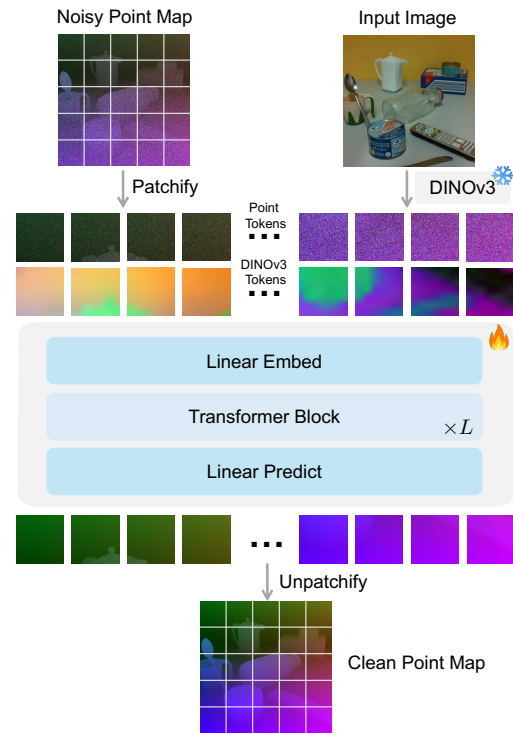 Noisy Point Map
Input Image
Patchify
DINOv3
Point
Tokens
...
DINOv3
Tokens
...
Linear Embed
Transformer Block
×L
Linear Predict
...
Unpatchify
Clean Point Map